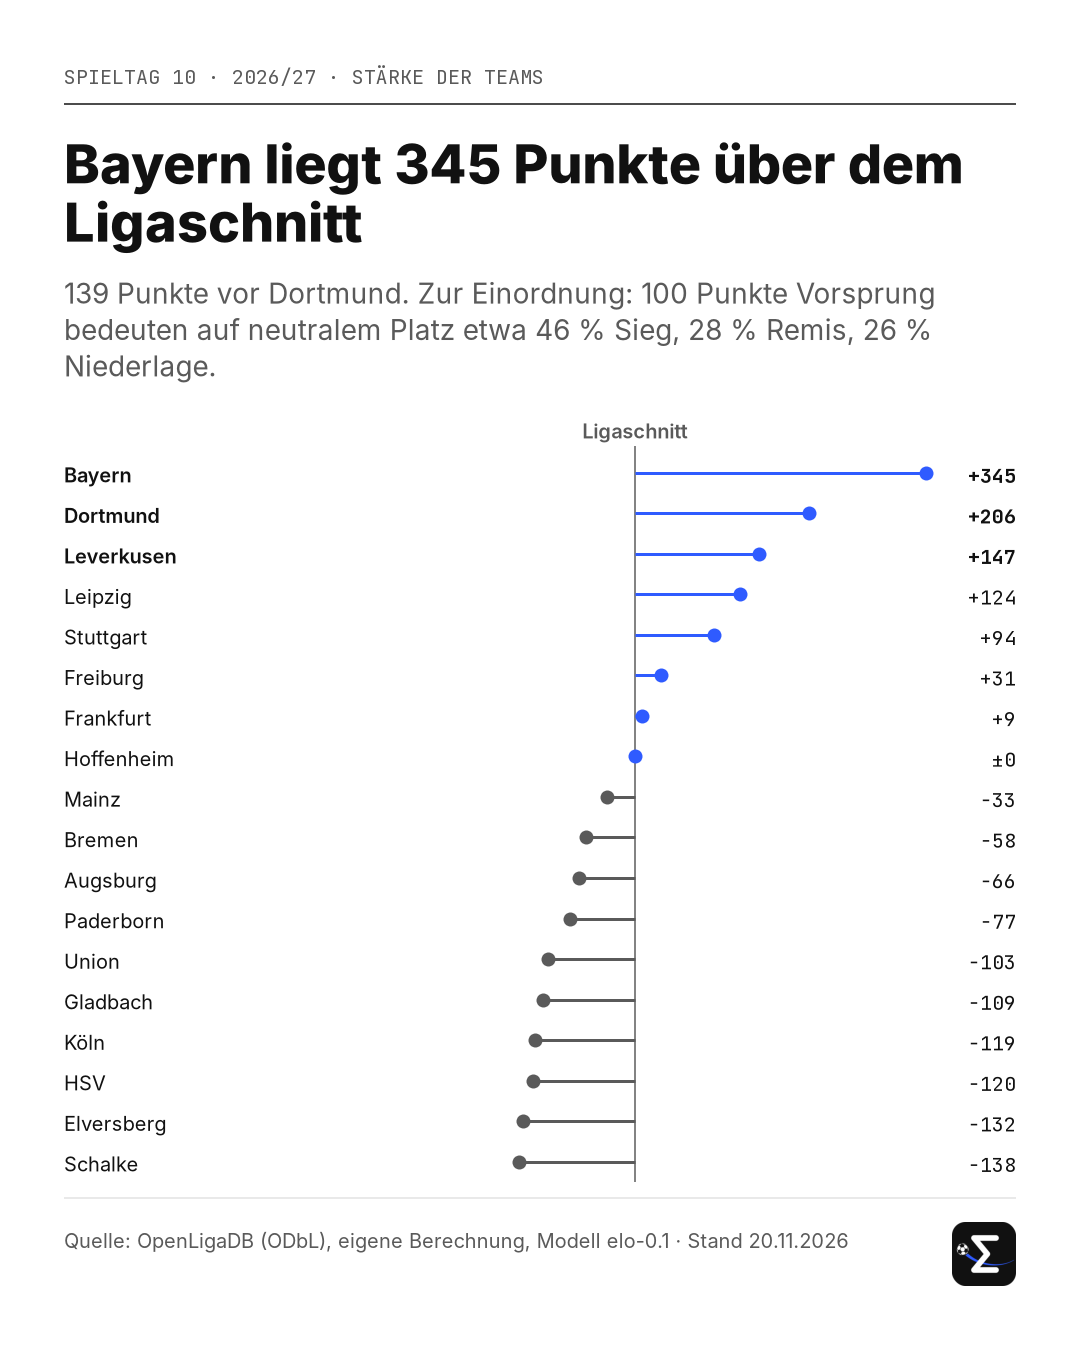 SPIELTAG 10 · 2026/27 · STÄRKE DER TEAMS
Bayern liegt 345 Punkte über dem
Ligaschnitt
139 Punkte vor Dortmund. Zur Einordnung: 100 Punkte Vorsprung
bedeuten auf neutralem Platz etwa 46 % Sieg, 28 % Remis, 26 %
Niederlage.
Ligaschnitt
Bayern +345
Dortmund +206
Leverkusen +147
Leipzig +124
Stuttgart +94
Freiburg +31
Frankfurt +9
Hoffenheim ±0
Mainz -33
Bremen -58
Augsburg -66
Paderborn -77
Union -103
Gladbach -109
Köln -119
HSV -120
Elversberg -132
Schalke -138
Quelle: OpenLigaDB (ODbL), eigene Berechnung, Modell elo-0.1 · Stand 20.11.2026
Σ